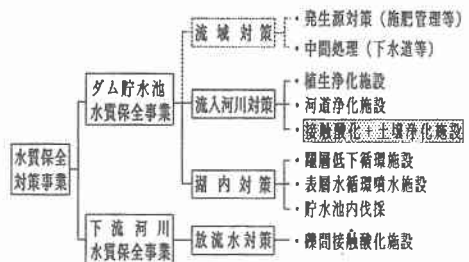 流域対策
・発生源対策(施肥管理等)
・中間処理(下水道等)
ダム貯水池
水質保全事業
流入河川対策
・植生浄化施設
・河道浄化施設
・接触酸化＋土壌浄化施設
水質保全
対策事業
湖内対策
・躍層低下循環施設
・表層水循環噴水施設
・貯水池内伐採
下流河川
水質保全事業
放流水対策
・礫間接触酸化施設